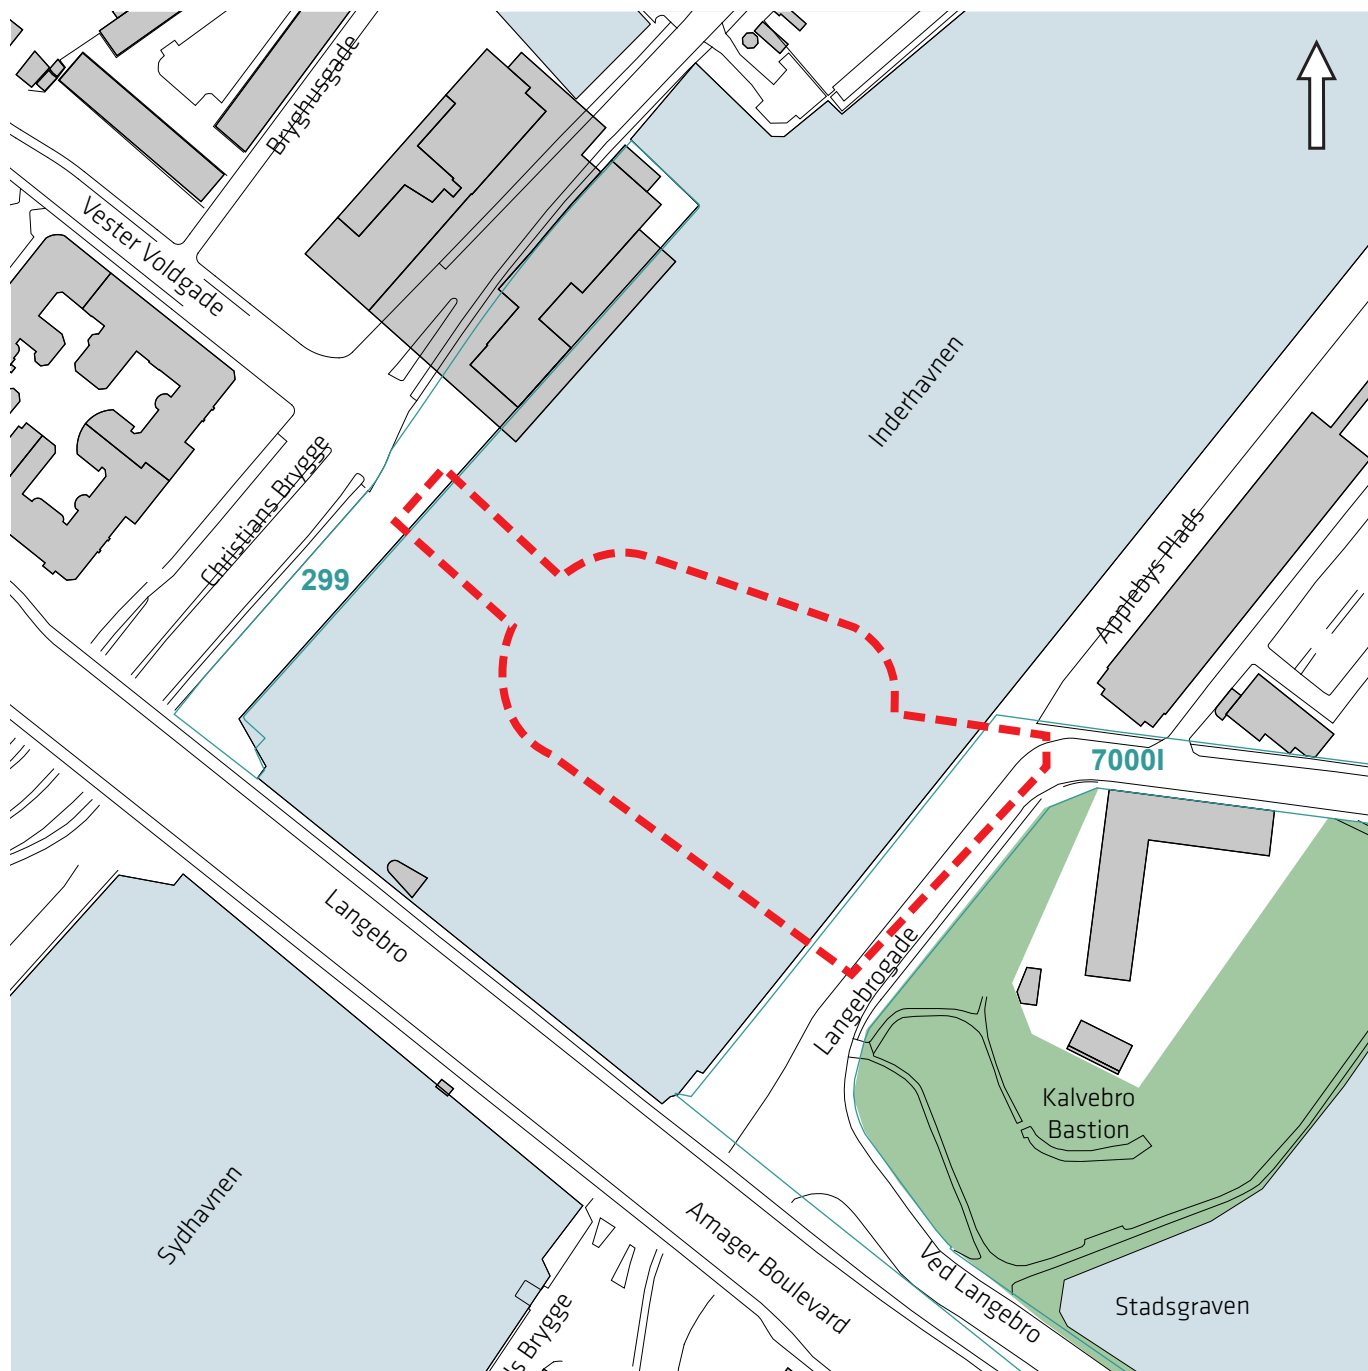 Bryghusgade
Vester Voldgade
Inderhavnen
Christians Brygge
299
Applebys Plads
7000l
Langebro
Langebrogade
Kalvebro
Bastion
Sydhavnen
Amager Boulevard
Ved Langebro
Stadsgraven
Brygge